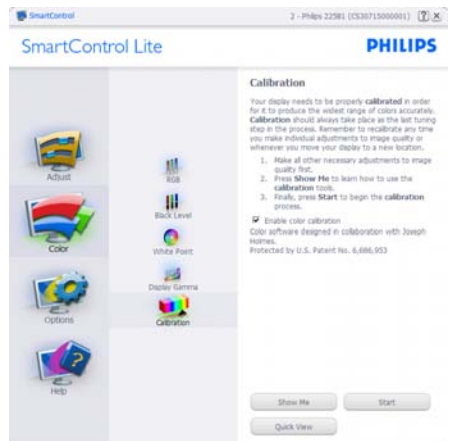 SmartControl
2 - Philips 225B1 (CS30715000001)
? X
SmartControl Lite
PHILIPS
Adjust
Color
Options
Help
RGB
Black Level
White Point
Display Gamma
Calibration
Calibration
Your display needs to be properly calibrated in order
for it to produce the widest range of colors accurately.
Calibration should always take place as the last tuning
step in the process. Remember to recalibrate any time
you make individual adjustments to image quality or
whenever you move your display to a new location.
1. Make all other necessary adjustments to image
quality first.
2. Press Show Me to learn how to use the
calibration tools.
3. Finally, press Start to begin the calibration
process.
Enable color calibration
Color software designed in collaboration with Joseph
Holmes.
Protected by U.S. Patent No. 6,686,953
Show Me
Start
Quick View